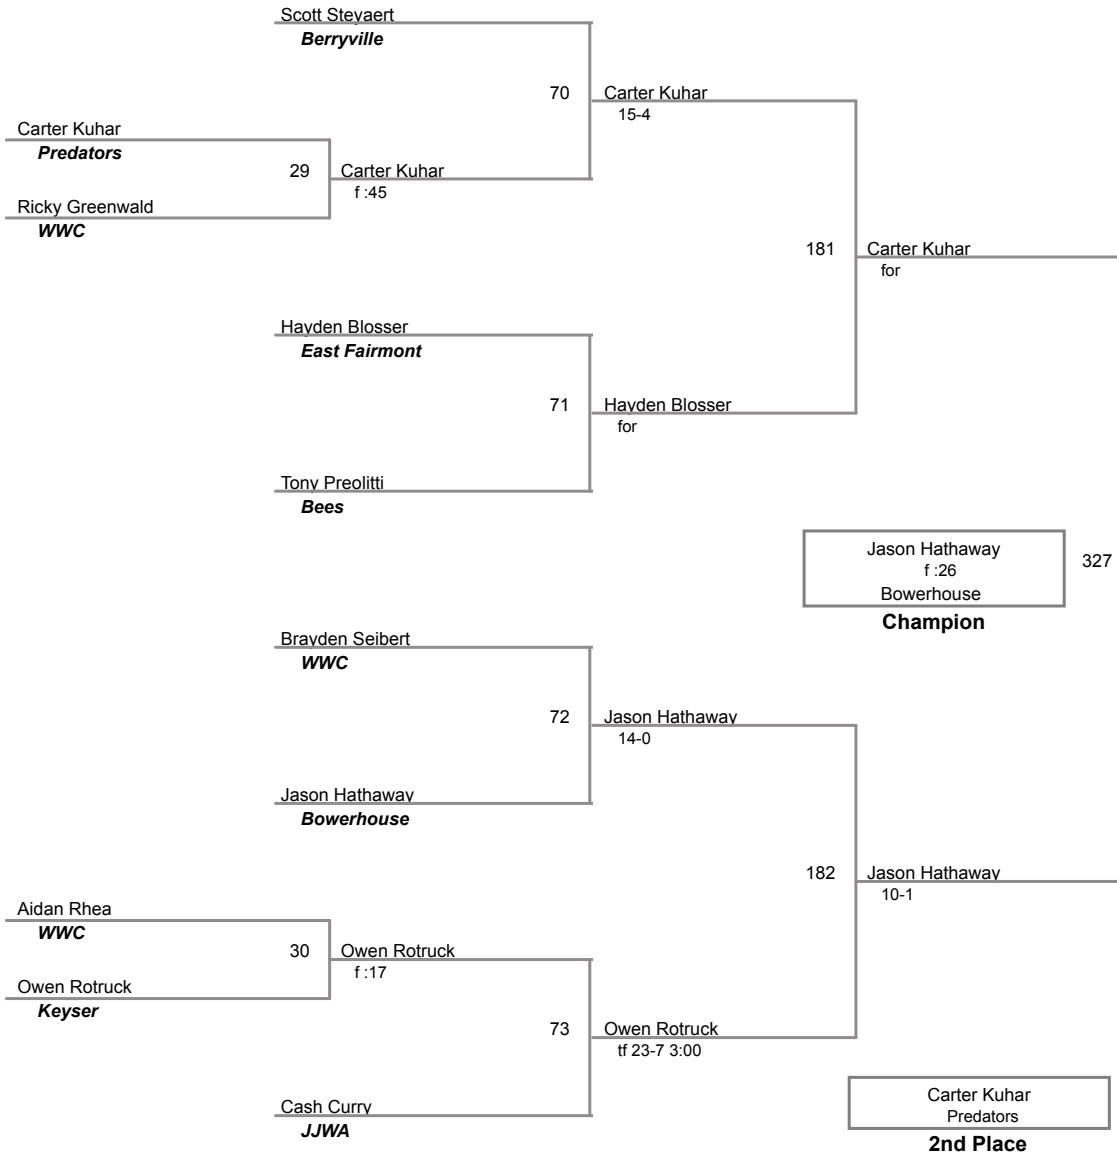 Scott Steyaert
Berryville
70
Carter Kuhar
15-4
Carter Kuhar
Predators
29
Carter Kuhar
f :45
Ricky Greenwald
WWC
181
Carter Kuhar
for
Hayden Blosser
East Fairmont
71
Hayden Blosser
for
Tony Preolitti
Bees
Jason Hathaway
f :26
Bowerhouse
327
Champion
Brayden Seibert
WWC
72
Jason Hathaway
14-0
Jason Hathaway
Bowerhouse
182
Jason Hathaway
10-1
Aidan Rhea
WWC
30
Owen Rotruck
f :17
Owen Rotruck
Keyser
73
Owen Rotruck
tf 23-7 3:00
Cash Curry
JJWA
Carter Kuhar
Predators
2nd Place